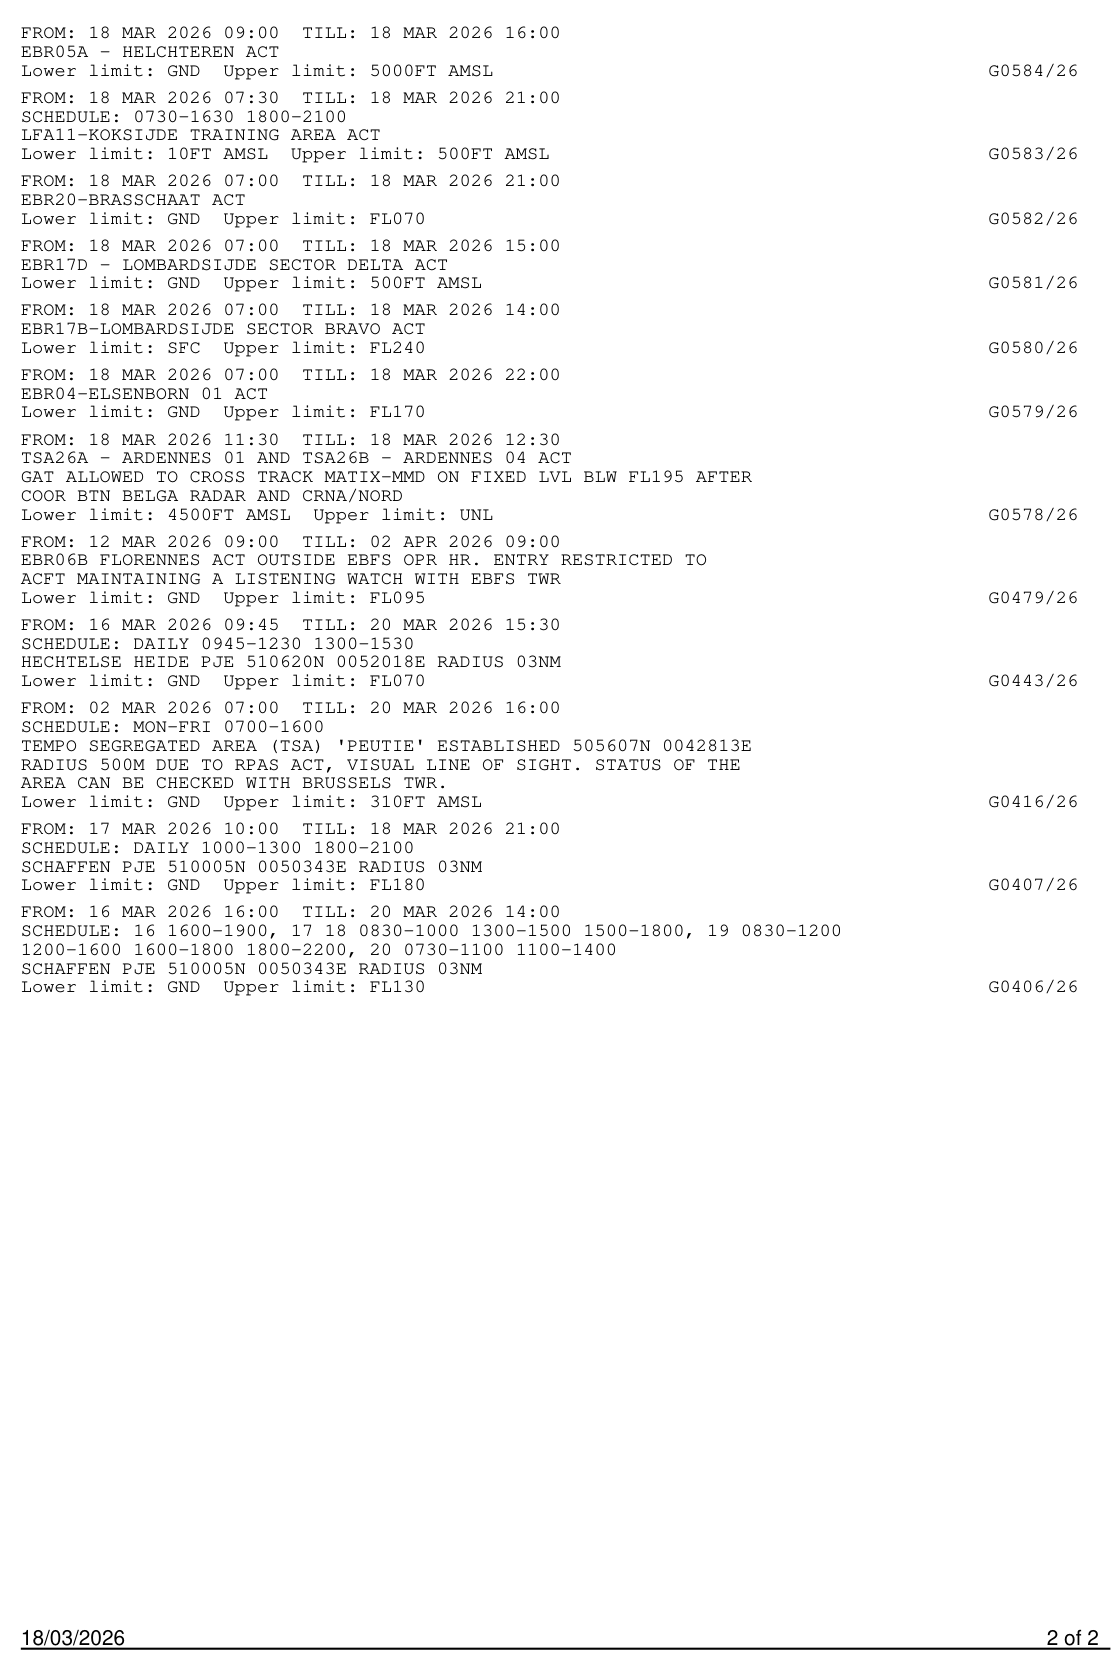 FROM: 18 MAR 2026 09:00  TILL: 18 MAR 2026 16:00
EBR05A - HELCHTEREN ACT
Lower limit: GND  Upper limit: 5000FT AMSL G0584/26
FROM: 18 MAR 2026 07:30  TILL: 18 MAR 2026 21:00
SCHEDULE: 0730-1630 1800-2100
LFA11-KOKSIJDE TRAINING AREA ACT
Lower limit: 10FT AMSL  Upper limit: 500FT AMSL G0583/26
FROM: 18 MAR 2026 07:00  TILL: 18 MAR 2026 21:00
EBR20-BRASSCHAAT ACT
Lower limit: GND  Upper limit: FL070 G0582/26
FROM: 18 MAR 2026 07:00  TILL: 18 MAR 2026 15:00
EBR17D - LOMBARDSIJDE SECTOR DELTA ACT
Lower limit: GND  Upper limit: 500FT AMSL G0581/26
FROM: 18 MAR 2026 07:00  TILL: 18 MAR 2026 14:00
EBR17B-LOMBARDSIJDE SECTOR BRAVO ACT
Lower limit: SFC  Upper limit: FL240 G0580/26
FROM: 18 MAR 2026 07:00  TILL: 18 MAR 2026 22:00
EBR04-ELSENBORN 01 ACT
Lower limit: GND  Upper limit: FL170 G0579/26
FROM: 18 MAR 2026 11:30  TILL: 18 MAR 2026 12:30
TSA26A - ARDENNES 01 AND TSA26B - ARDENNES 04 ACT
GAT ALLOWED TO CROSS TRACK MATIX-MMD ON FIXED LVL BLW FL195 AFTER
COOR BTN BELGA RADAR AND CRNA/NORD
Lower limit: 4500FT AMSL  Upper limit: UNL G0578/26
FROM: 12 MAR 2026 09:00  TILL: 02 APR 2026 09:00
EBR06B FLORENNES ACT OUTSIDE EBFS OPR HR. ENTRY RESTRICTED TO
ACFT MAINTAINING A LISTENING WATCH WITH EBFS TWR
Lower limit: GND  Upper limit: FL095 G0479/26
FROM: 16 MAR 2026 09:45  TILL: 20 MAR 2026 15:30
SCHEDULE: DAILY 0945-1230 1300-1530
HECHTELSE HEIDE PJE 510620N 0052018E RADIUS 03NM
Lower limit: GND  Upper limit: FL070 G0443/26
FROM: 02 MAR 2026 07:00  TILL: 20 MAR 2026 16:00
SCHEDULE: MON-FRI 0700-1600
TEMPO SEGREGATED AREA (TSA) 'PEUTIE' ESTABLISHED 505607N 0042813E
RADIUS 500M DUE TO RPAS ACT, VISUAL LINE OF SIGHT. STATUS OF THE
AREA CAN BE CHECKED WITH BRUSSELS TWR.
Lower limit: GND  Upper limit: 310FT AMSL G0416/26
FROM: 17 MAR 2026 10:00  TILL: 18 MAR 2026 21:00
SCHEDULE: DAILY 1000-1300 1800-2100
SCHAFFEN PJE 510005N 0050343E RADIUS 03NM
Lower limit: GND  Upper limit: FL180 G0407/26
FROM: 16 MAR 2026 16:00  TILL: 20 MAR 2026 14:00
SCHEDULE: 16 1600-1900, 17 18 0830-1000 1300-1500 1500-1800, 19 0830-1200
1200-1600 1600-1800 1800-2200, 20 0730-1100 1100-1400
SCHAFFEN PJE 510005N 0050343E RADIUS 03NM
Lower limit: GND  Upper limit: FL130 G0406/26
18/03/2026 2 of 2